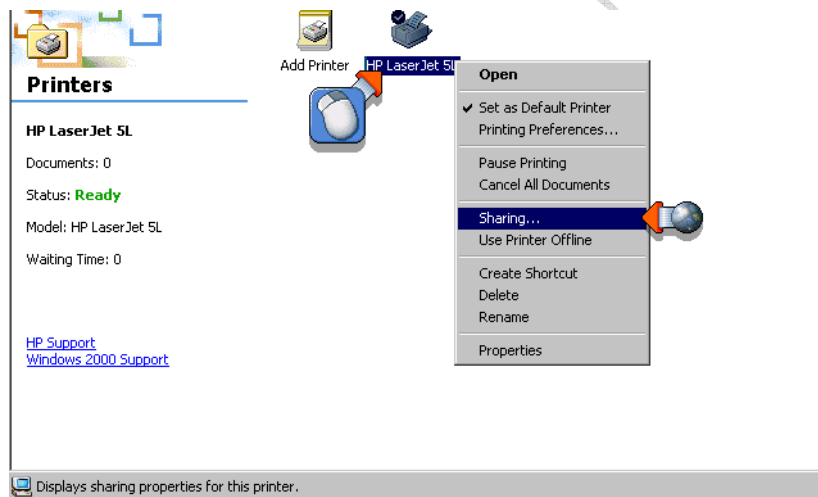 Printers
HP LaserJet 5L
Documents: 0
Status: Ready
Model: HP LaserJet 5L
Waiting Time: 0
HP Support
Windows 2000 Support
Add Printer
HP LaserJet 5L
Open
Set as Default Printer
Printing Preferences...
Pause Printing
Cancel All Documents
Sharing...
Use Printer Offline
Create Shortcut
Delete
Rename
Properties
Displays sharing properties for this printer.